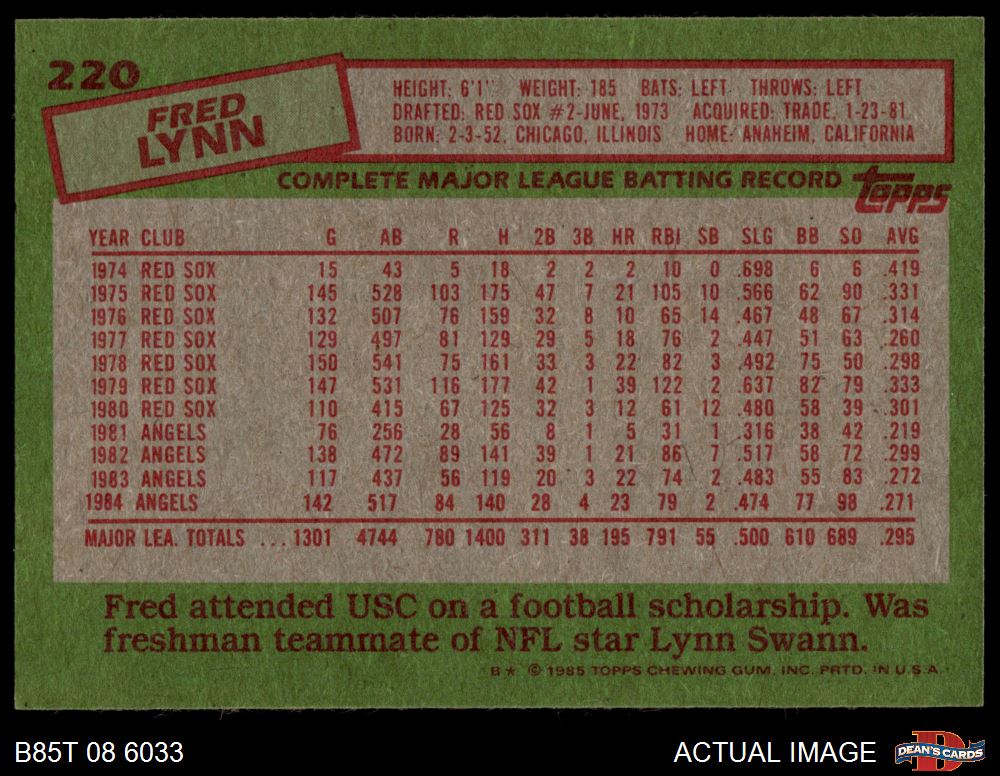 220
FRED
LYNN
HEIGHT: 6'1" WEIGHT: 185 BATS: LEFT THROWS: LEFT
DRAFTED: RED SOX #2-JUNE, 1973 ACQUIRED: TRADE, 1-23-81
BORN: 2-3-52, CHICAGO, ILLINOIS HOME: ANAHEIM, CALIFORNIA
COMPLETE MAJOR LEAGUE BATTING RECORD topps
YEAR CLUB G AB R H 2B 3B HR RBI SB SLG BB SO AVG
1974 RED SOX 15 43 5 18 2 2 2 10 0 .698 6 6 .419
1975 RED SOX 145 528 103 175 47 7 21 105 10 .566 62 90 .331
1976 RED SOX 132 507 76 159 32 8 10 65 14 .467 48 67 .314
1977 RED SOX 129 497 81 129 29 5 18 76 2 .447 51 63 .260
1978 RED SOX 150 541 75 161 33 3 22 82 3 .492 75 50 .298
1979 RED SOX 147 531 116 177 42 1 39 122 2 .637 82 79 .333
1980 RED SOX 110 415 67 125 32 3 12 61 12 .480 58 39 .301
1981 ANGELS 76 256 28 56 8 1 5 31 1 .316 38 42 .219
1982 ANGELS 138 472 89 141 39 1 21 86 7 .517 58 72 .299
1983 ANGELS 117 437 56 119 20 3 22 74 2 .483 55 83 .272
1984 ANGELS 142 517 84 140 28 4 23 79 2 .474 77 98 .271
MAJOR LEA. TOTALS ... 1301 4744 780 1400 311 38 195 791 55 .500 610 689 .295
Fred attended USC on a football scholarship. Was
freshman teammate of NFL star Lynn Swann.
B★ © 1985 TOPPS CHEWING GUM, INC. PRTD. IN U.S.A.
B85T 08 6033 ACTUAL IMAGE DEAN'S CARDS